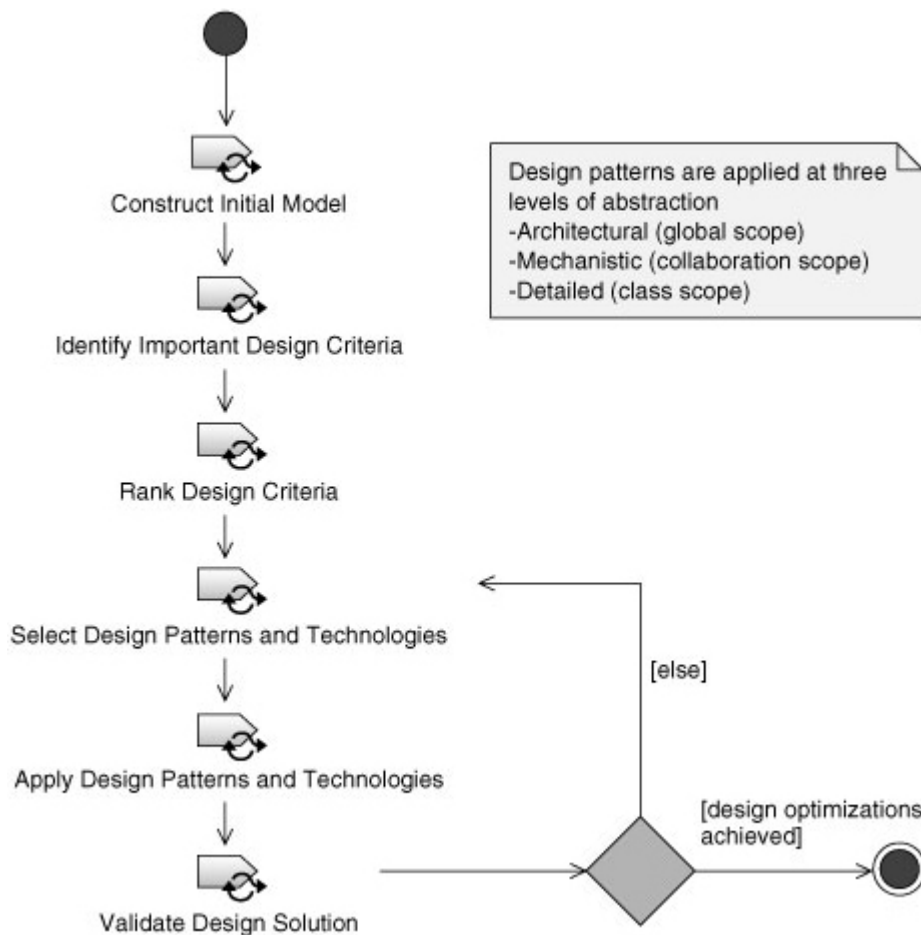 Construct Initial Model
Design patterns are applied at three
levels of abstraction
-Architectural (global scope)
-Mechanistic (collaboration scope)
-Detailed (class scope)
Identify Important Design Criteria
Rank Design Criteria
Select Design Patterns and Technologies
[else]
Apply Design Patterns and Technologies
[design optimizations
achieved]
Validate Design Solution